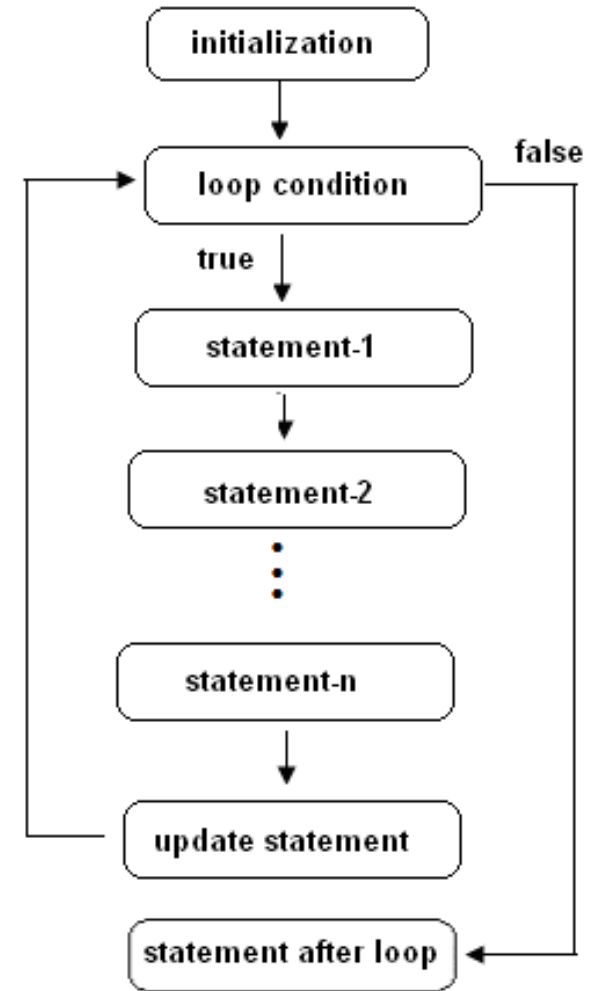 initialization
false
loop condition
true
statement-1
statement-2
statement-n
update statement
statement after loop